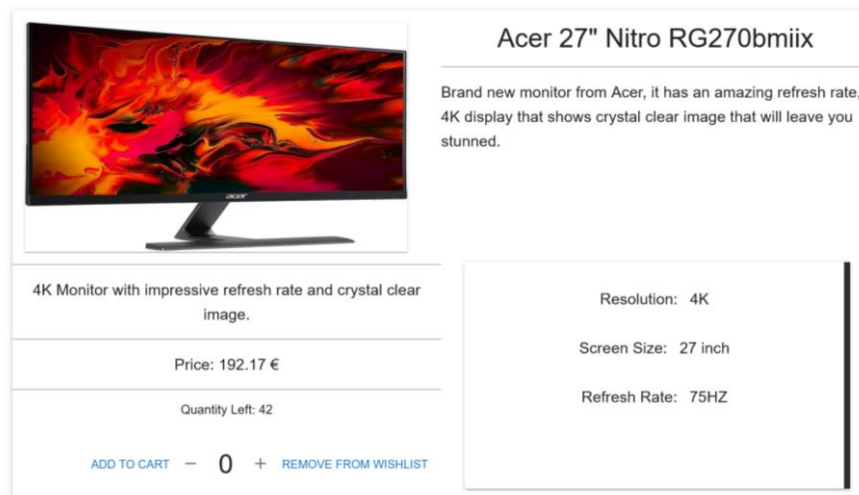 acer
Acer 27" Nitro RG270bmiix
Brand new monitor from Acer, it has an amazing refresh rate,
4K display that shows crystal clear image that will leave you
stunned.
4K Monitor with impressive refresh rate and crystal clear
image.
Price: 192.17 €
Quantity Left: 42
ADD TO CART − 0 + REMOVE FROM WISHLIST
Resolution: 4K
Screen Size: 27 inch
Refresh Rate: 75HZ